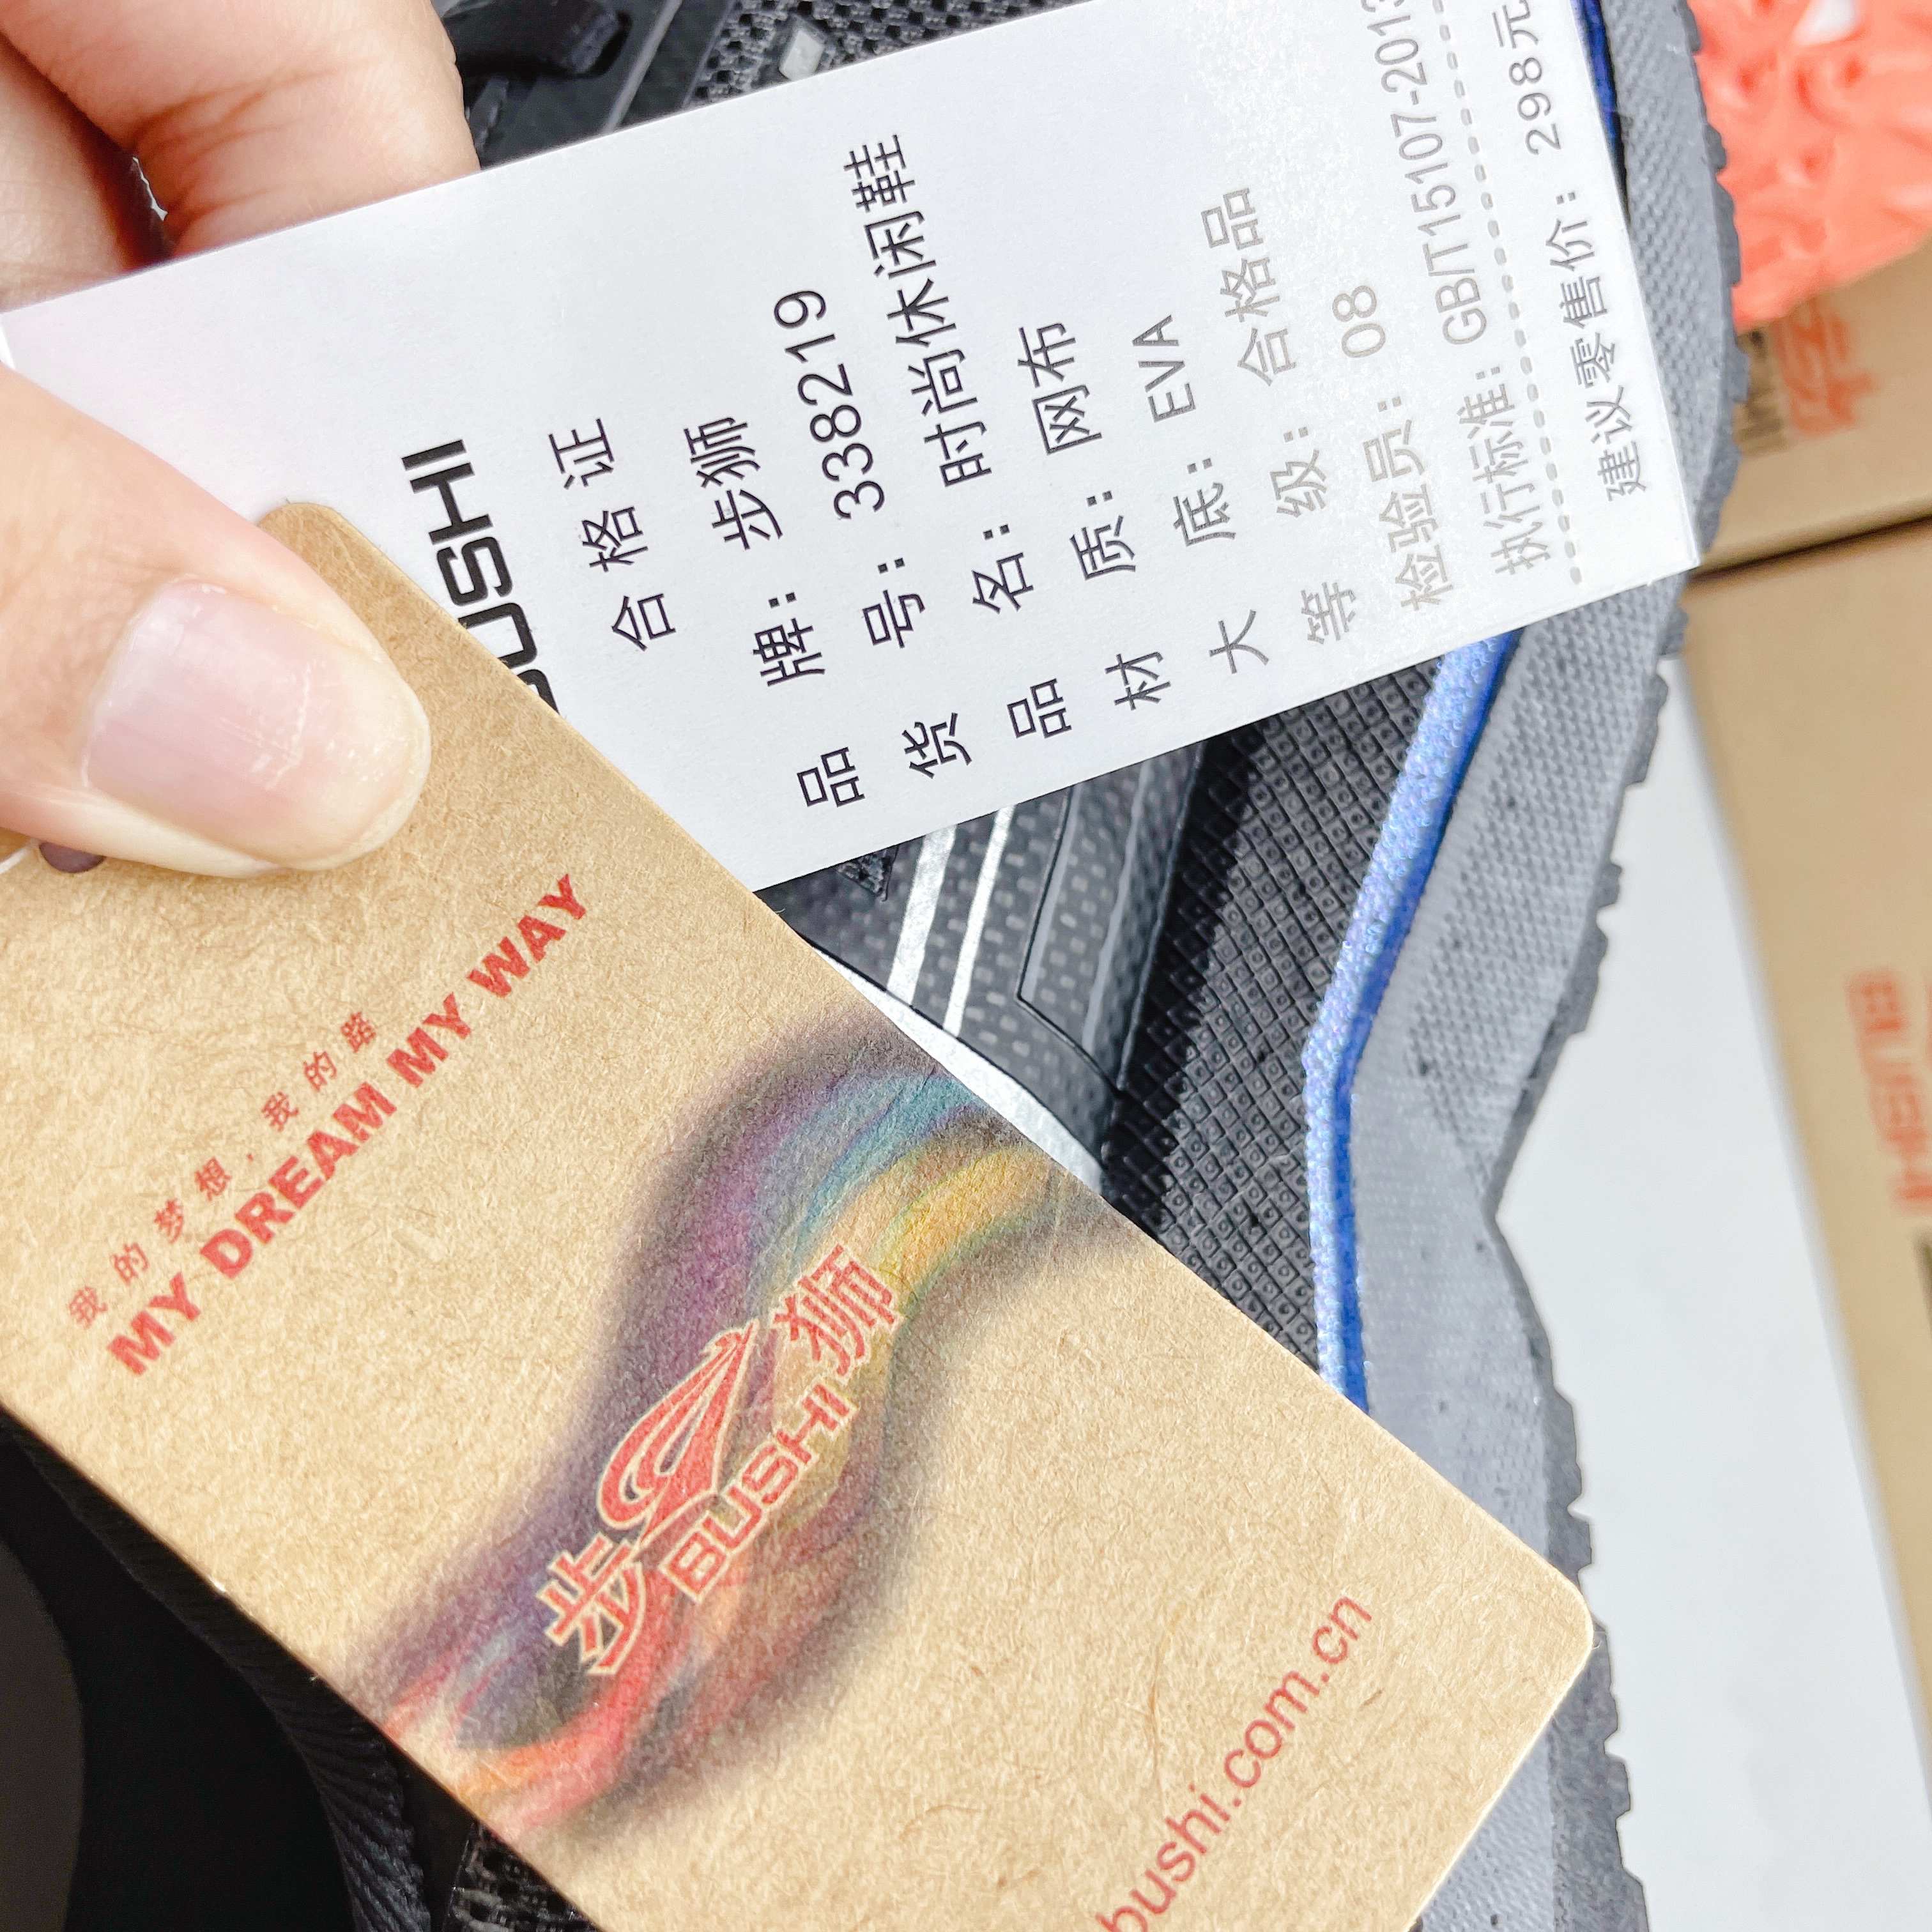 BUSHI
合格证
品牌：步狮
货号：338219
品名：时尚休闲鞋
材质：网布
大底：EVA
等级：合格品
检验员：08
执行标准：GB/T15107-2013
建议零售价：298元
我的梦想，我的路
MY DREAM MY WAY
步狮
BUSHI
bushi.com.cn